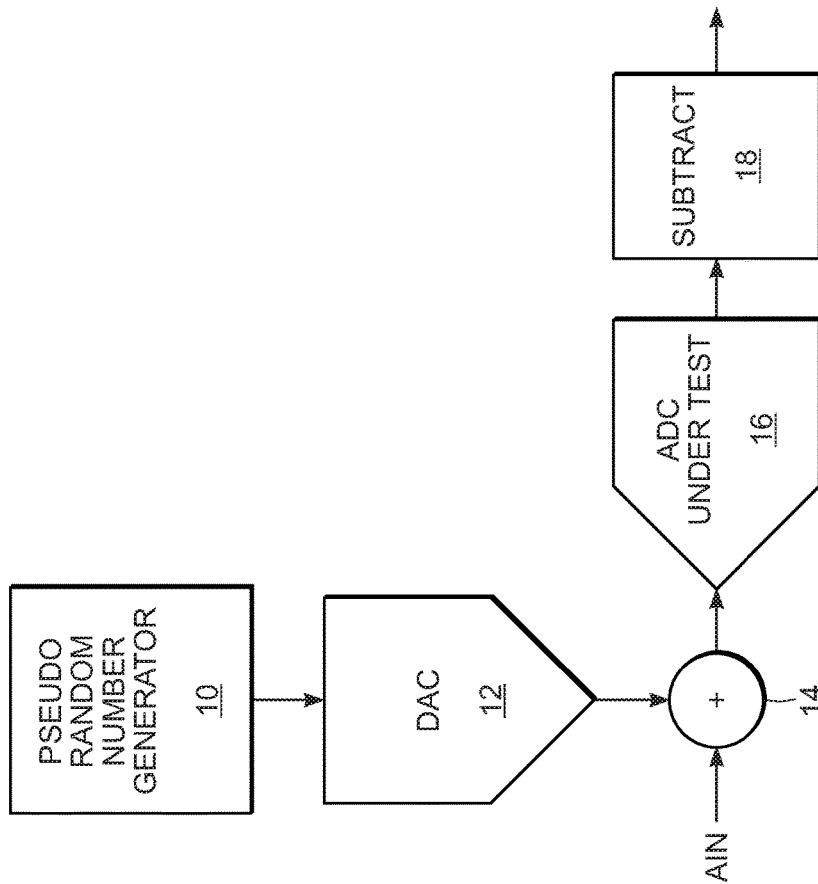 PSEUDO
RANDOM
NUMBER
GENERATOR
10
DAC
12
AIN
+
14
ADC
UNDER TEST
16
SUBTRACT
18